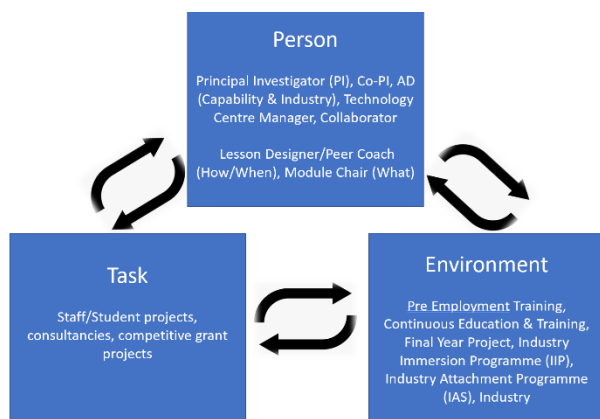 Person
Principal Investigator (PI), Co-PI, AD
(Capability & Industry), Technology
Centre Manager, Collaborator
Lesson Designer/Peer Coach
(How/When), Module Chair (What)
Task
Staff/Student projects,
consultancies, competitive grant
projects
Environment
Pre Employment Training,
Continuous Education & Training,
Final Year Project, Industry
Immersion Programme (IIP),
Industry Attachment Programme
(IAS), Industry